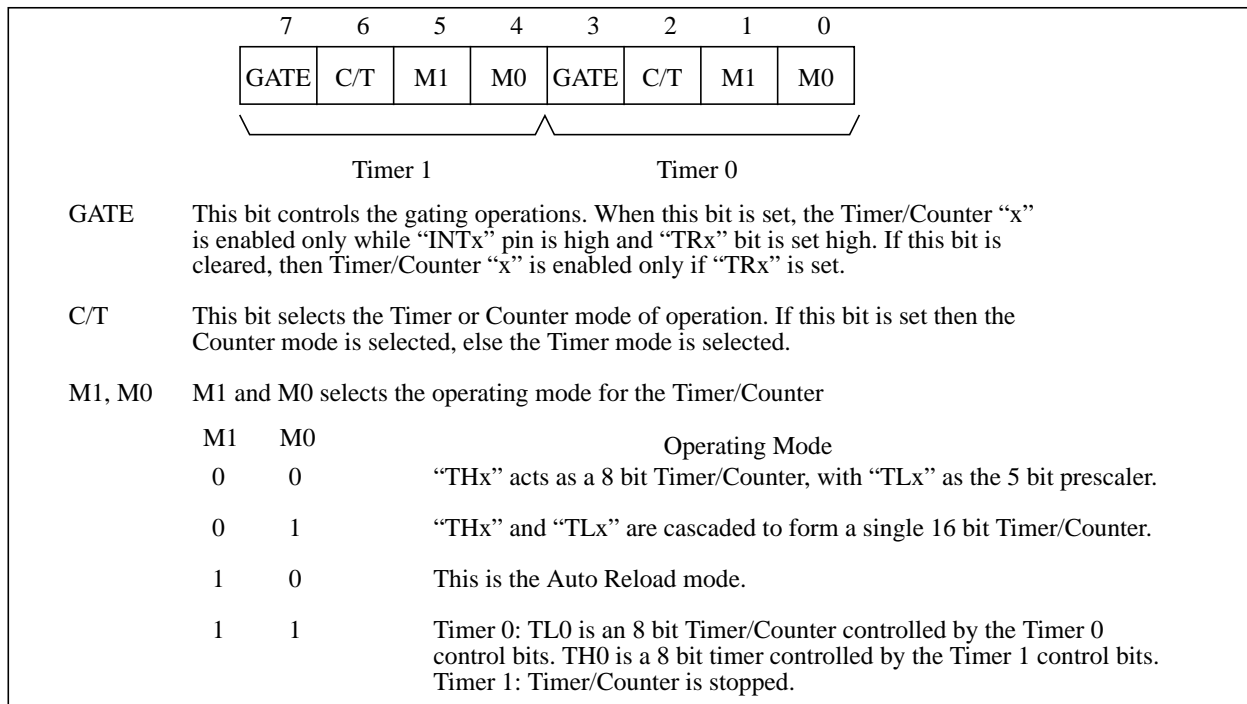 7 6 5 4 3 2 1 0
GATE C/T M1 M0 GATE C/T M1 M0
Timer 1 Timer 0
GATE This bit controls the gating operations. When this bit is set, the Timer/Counter “x”
is enabled only while “INTx” pin is high and “TRx” bit is set high. If this bit is
cleared, then Timer/Counter “x” is enabled only if “TRx” is set.
C/T This bit selects the Timer or Counter mode of operation. If this bit is set then the
Counter mode is selected, else the Timer mode is selected.
M1, M0 M1 and M0 selects the operating mode for the Timer/Counter
M1 M0 Operating Mode
0 0 “THx” acts as a 8 bit Timer/Counter, with “TLx” as the 5 bit prescaler.
0 1 “THx” and “TLx” are cascaded to form a single 16 bit Timer/Counter.
1 0 This is the Auto Reload mode.
1 1 Timer 0: TL0 is an 8 bit Timer/Counter controlled by the Timer 0
control bits. TH0 is a 8 bit timer controlled by the Timer 1 control bits.
Timer 1: Timer/Counter is stopped.